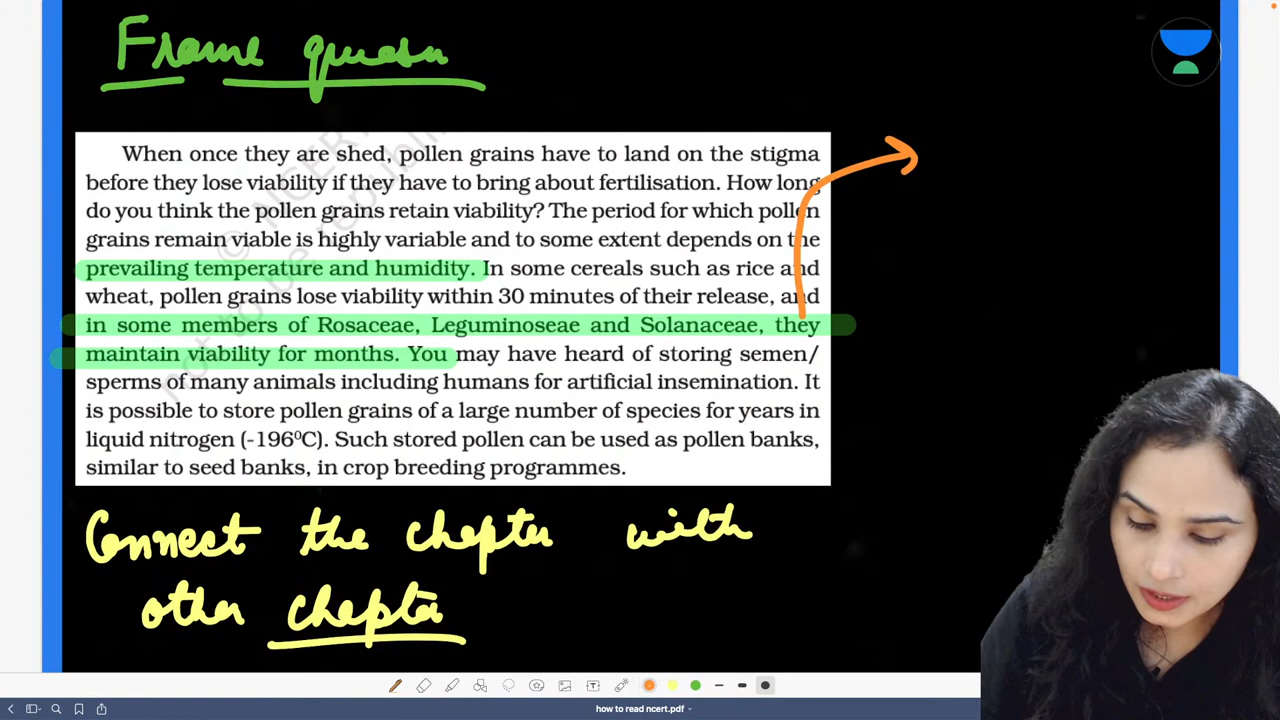 Frame quesn
When once they are shed, pollen grains have to land on the stigma
before they lose viability if they have to bring about fertilisation. How long
do you think the pollen grains retain viability? The period for which pollen
grains remain viable is highly variable and to some extent depends on the
prevailing temperature and humidity. In some cereals such as rice and
wheat, pollen grains lose viability within 30 minutes of their release, and
in some members of Rosaceae, Leguminoseae and Solanaceae, they
maintain viability for months. You may have heard of storing semen/
sperms of many animals including humans for artificial insemination. It
is possible to store pollen grains of a large number of species for years in
liquid nitrogen (-196⁰C). Such stored pollen can be used as pollen banks,
similar to seed banks, in crop breeding programmes.
Connect the chepter with
other chepter
how to read ncert.pdf